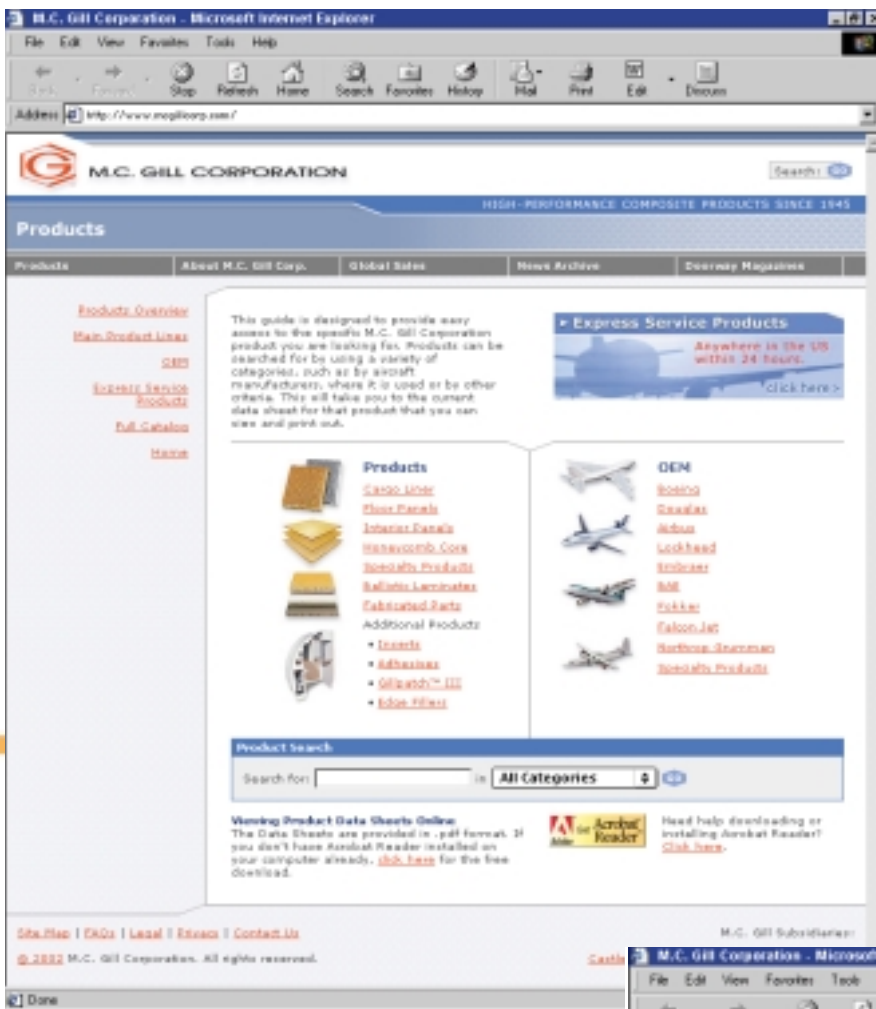 M.C. Gill Corporation - Microsoft Internet Explorer
File Edit View Favorites Tools Help
Back Forward Stop Refresh Home Search Favorites History Mail Print Edit Discuss
Address http://www.mcgillcorp.com/
G M.C. GILL CORPORATION
Search:
HIGH-PERFORMANCE COMPOSITE PRODUCTS SINCE 1945
Products
Products About M.C. Gill Corp. Global Sales News Archive Doorway Magazines
Products Overview
Main Product Lines
OEM
Express Service
Products
Full Catalog
Home
This guide is designed to provide easy
access to the specific M.C. Gill Corporation
product you are looking for. Products can be
searched for by using a variety of
categories, such as by aircraft
manufacturers, where it is used or by other
criteria. This will take you to the current
data sheet for that product that you can
view and print out.
Express Service Products
Anywhere in the US
within 24 hours.
click here >
Products
Cargo Liner
Floor Panels
Interior Panels
Honeycomb Core
Specialty Products
Ballistic Laminates
Fabricated Parts
Additional Products
• Inserts
• Adhesives
• Gillpatch™ III
• Edge Fillers
OEM
Boeing
Douglas
Airbus
Lockheed
Embraer
BAE
Fokker
Falcon Jet
Northrop Grumman
Specialty Products
Product Search
Search for: in All Categories
Viewing Product Data Sheets Online
The Data Sheets are provided in .pdf format. If
you don't have Acrobat Reader installed on
your computer already, click here for the free
download.
Adobe Get Acrobat Reader
Need help downloading or
installing Acrobat Reader?
Click here.
Site Map | FAQs | Legal | Privacy | Contact Us
M.C. Gill Subsidiaries:
© 2002 M.C. Gill Corporation. All rights reserved.
Castle
Done
M.C. Gill Corporation - Microsoft
File Edit View Favorites Tools